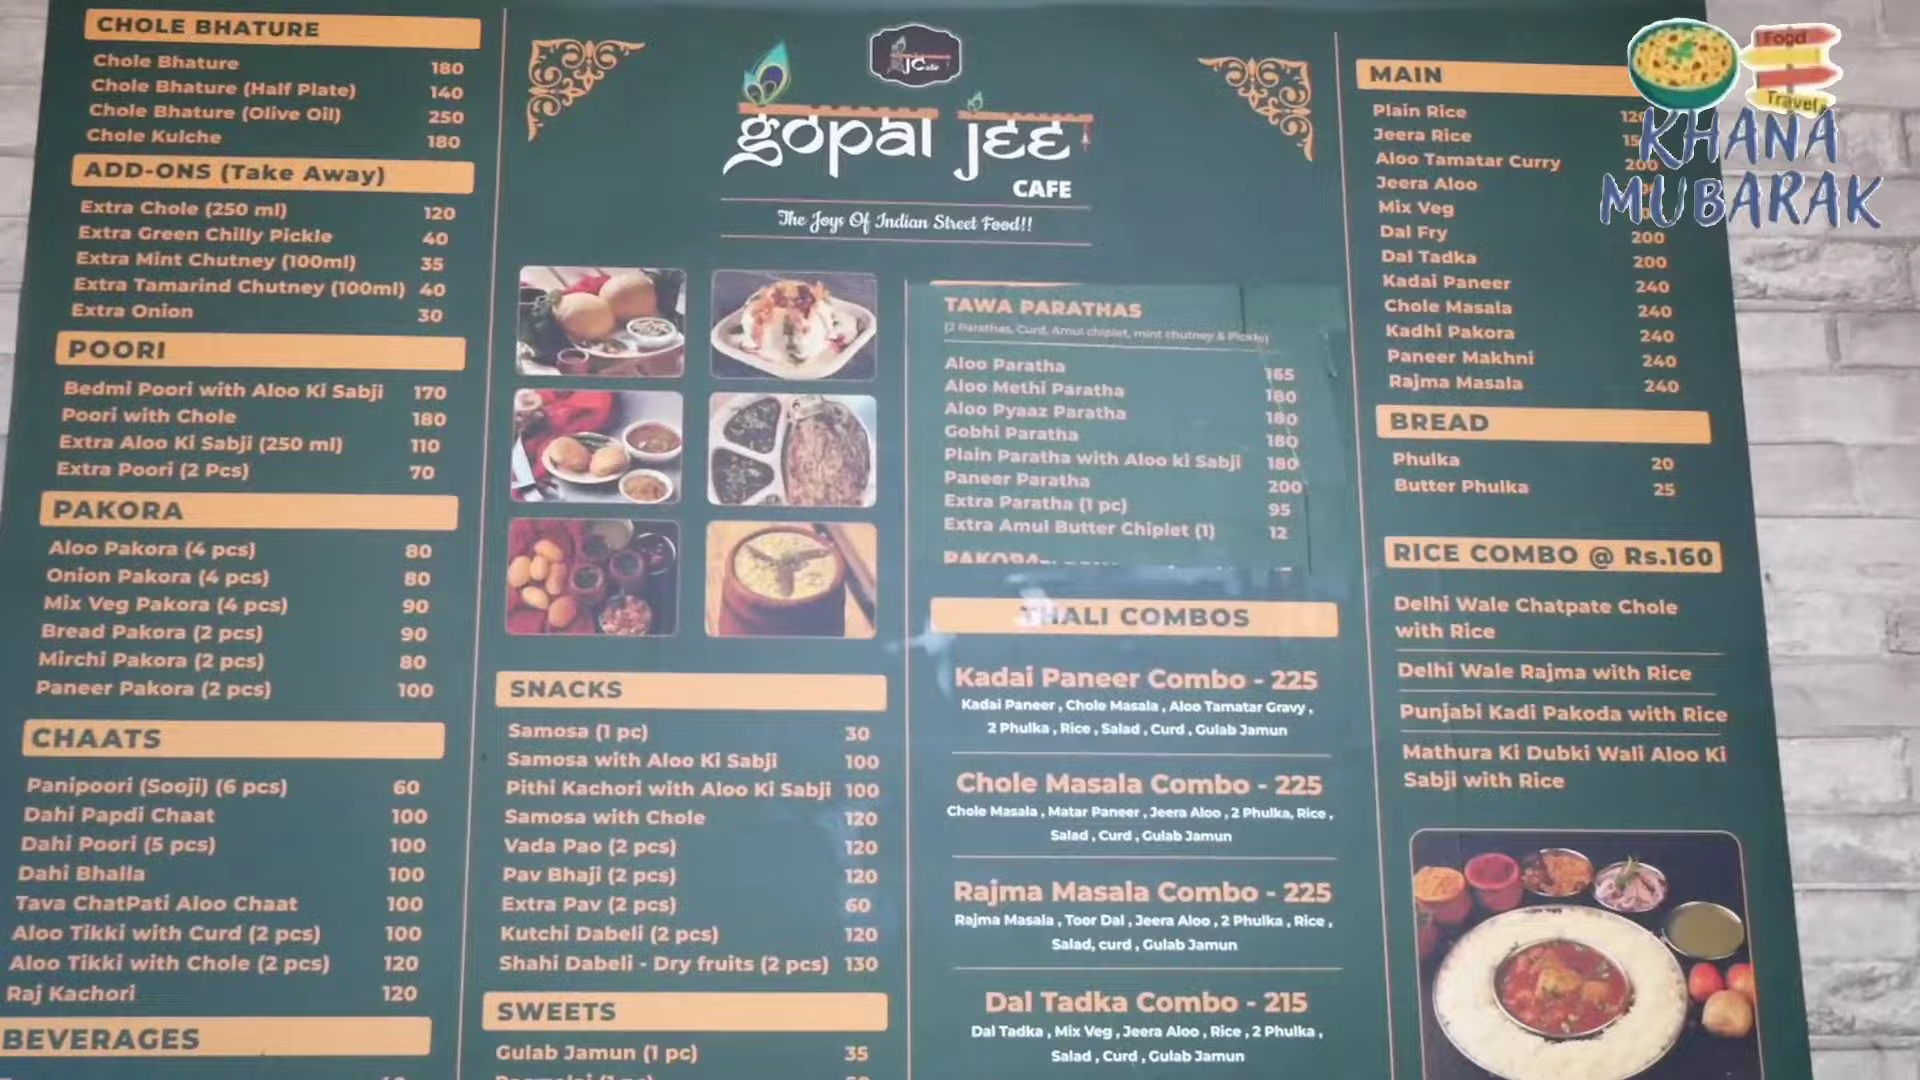 CHOLE BHATURE
Chole Bhature 180
Chole Bhature (Half Plate) 140
Chole Bhature (Olive Oil) 250
Chole Kulche 180
ADD-ONS (Take Away)
Extra Chole (250 ml) 120
Extra Green Chilly Pickle 40
Extra Mint Chutney (100ml) 35
Extra Tamarind Chutney (100ml) 40
Extra Onion 30
POORI
Bedmi Poori with Aloo Ki Sabji 170
Poori with Chole 180
Extra Aloo Ki Sabji (250 ml) 110
Extra Poori (2 Pcs) 70
PAKORA
Aloo Pakora (4 pcs) 80
Onion Pakora (4 pcs) 80
Mix Veg Pakora (4 pcs) 90
Bread Pakora (2 pcs) 90
Mirchi Pakora (2 pcs) 80
Paneer Pakora (2 pcs) 100
CHAATS
Panipoori (Sooji) (6 pcs) 60
Dahi Papdi Chaat 100
Dahi Poori (5 pcs) 100
Dahi Bhalla 100
Tava ChatPati Aloo Chaat 100
Aloo Tikki with Curd (2 pcs) 100
Aloo Tikki with Chole (2 pcs) 120
Raj Kachori 120
BEVERAGES
gopal jee
CAFE
The Joys Of Indian Street Food!!
SNACKS
Samosa (1 pc) 30
Samosa with Aloo Ki Sabji 100
Pithi Kachori with Aloo Ki Sabji 100
Samosa with Chole 120
Vada Pao (2 pcs) 120
Pav Bhaji (2 pcs) 120
Extra Pav (2 pcs) 60
Kutchi Dabeli (2 pcs) 120
Shahi Dabeli - Dry fruits (2 pcs) 130
SWEETS
Gulab Jamun (1 pc) 35
TAWA PARATHAS
(2 Parathas, Curd, Amul chiplet, mint chutney & Pickle)
Aloo Paratha 165
Aloo Methi Paratha 180
Aloo Pyaaz Paratha 180
Gobhi Paratha 180
Plain Paratha with Aloo ki Sabji 180
Paneer Paratha 200
Extra Paratha (1 pc) 95
Extra Amul Butter Chiplet (1) 12
THALI COMBOS
Kadai Paneer Combo - 225
Kadai Paneer , Chole Masala , Aloo Tamatar Gravy ,
2 Phulka , Rice , Salad , Curd , Gulab Jamun
Chole Masala Combo - 225
Chole Masala , Matar Paneer , Jeera Aloo , 2 Phulka, Rice ,
Salad , Curd , Gulab Jamun
Rajma Masala Combo - 225
Rajma Masala , Toor Dal , Jeera Aloo , 2 Phulka , Rice ,
Salad, curd , Gulab Jamun
Dal Tadka Combo - 215
Dal Tadka , Mix Veg , Jeera Aloo , Rice , 2 Phulka ,
Salad , Curd , Gulab Jamun
MAIN
Plain Rice
Jeera Rice
Aloo Tamatar Curry 200
Jeera Aloo
Mix Veg
Dal Fry 200
Dal Tadka 200
Kadai Paneer 240
Chole Masala 240
Kadhi Pakora 240
Paneer Makhni 240
Rajma Masala 240
BREAD
Phulka 20
Butter Phulka 25
RICE COMBO @ Rs.160
Delhi Wale Chatpate Chole
with Rice
Delhi Wale Rajma with Rice
Punjabi Kadi Pakoda with Rice
Mathura Ki Dubki Wali Aloo Ki
Sabji with Rice
Food
Travel
KHANA
MUBARAK